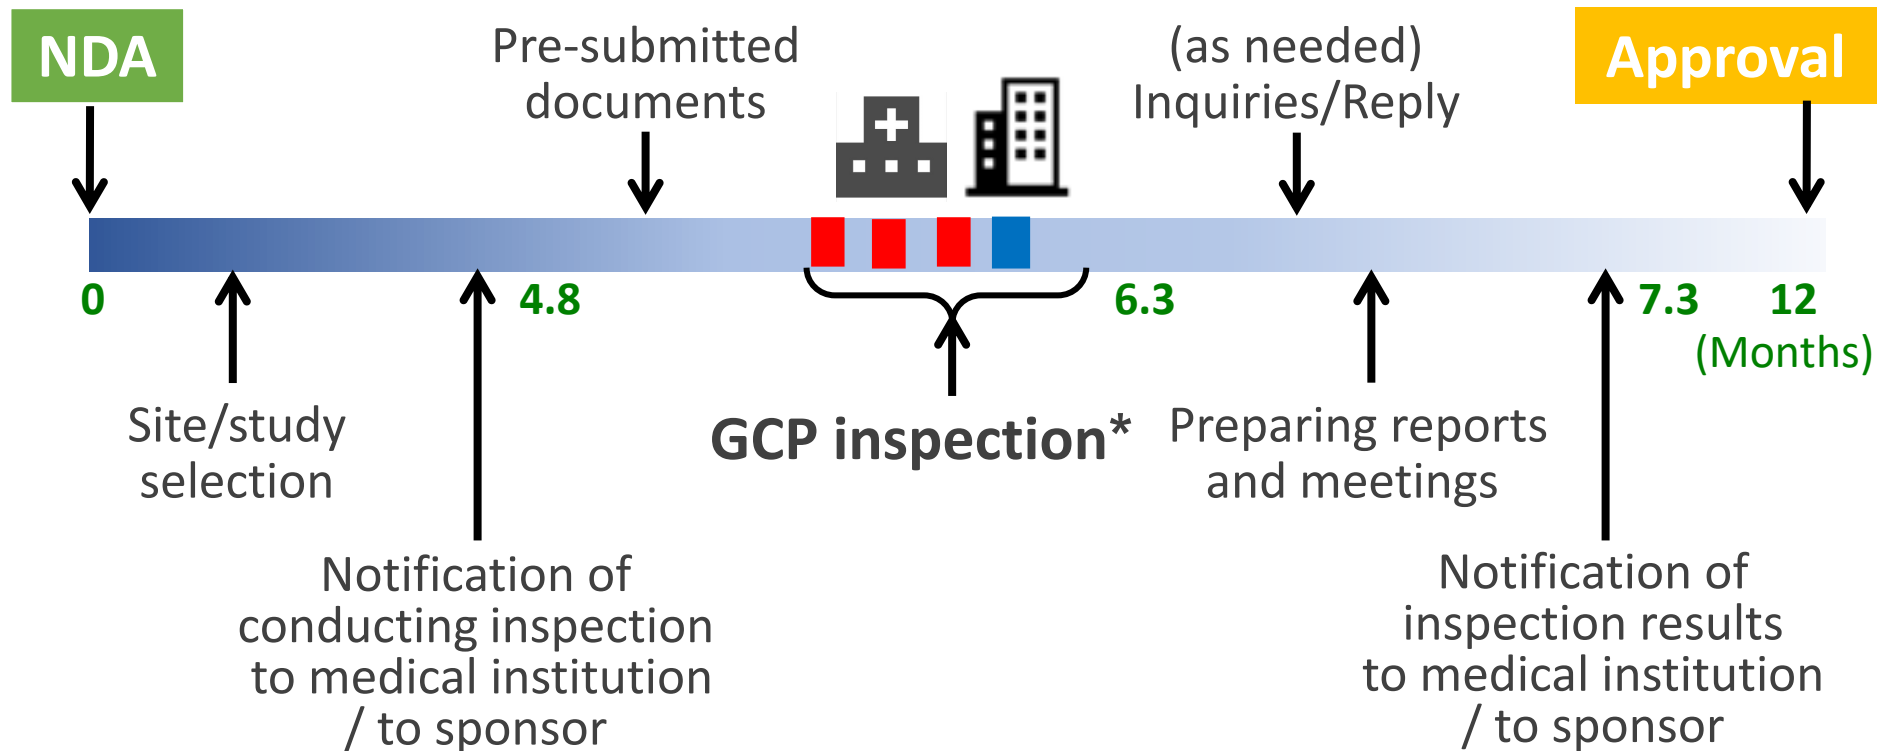 NDA
Pre-submitted
documents
(as needed)
Inquiries/Reply
Approval
0
4.8
6.3
7.3
12
(Months)
Site/study
selection
GCP inspection*
Preparing reports
and meetings
Notification of
conducting inspection
to medical institution
/ to sponsor
Notification of
inspection results
to medical institution
/ to sponsor